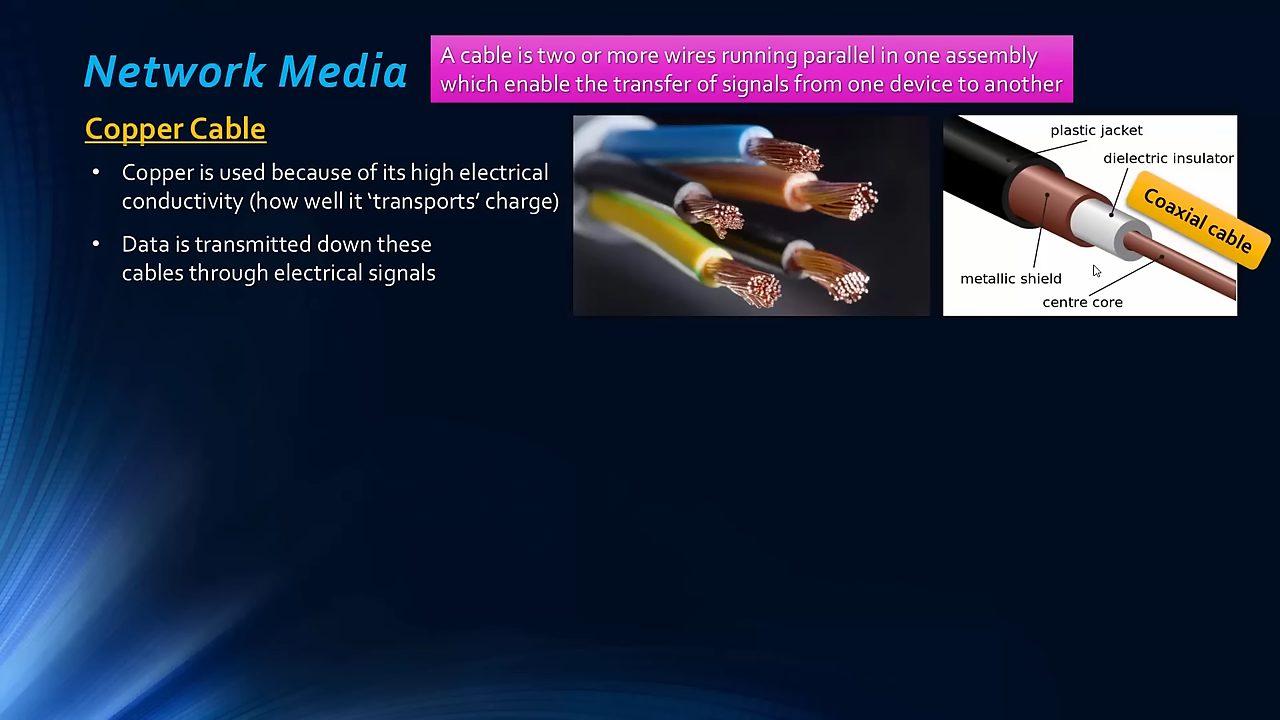 Network Media
A cable is two or more wires running parallel in one assembly
which enable the transfer of signals from one device to another
Copper Cable
• Copper is used because of its high electrical
conductivity (how well it ‘transports’ charge)
• Data is transmitted down these
cables through electrical signals
plastic jacket
dielectric insulator
Coaxial cable
metallic shield
centre core